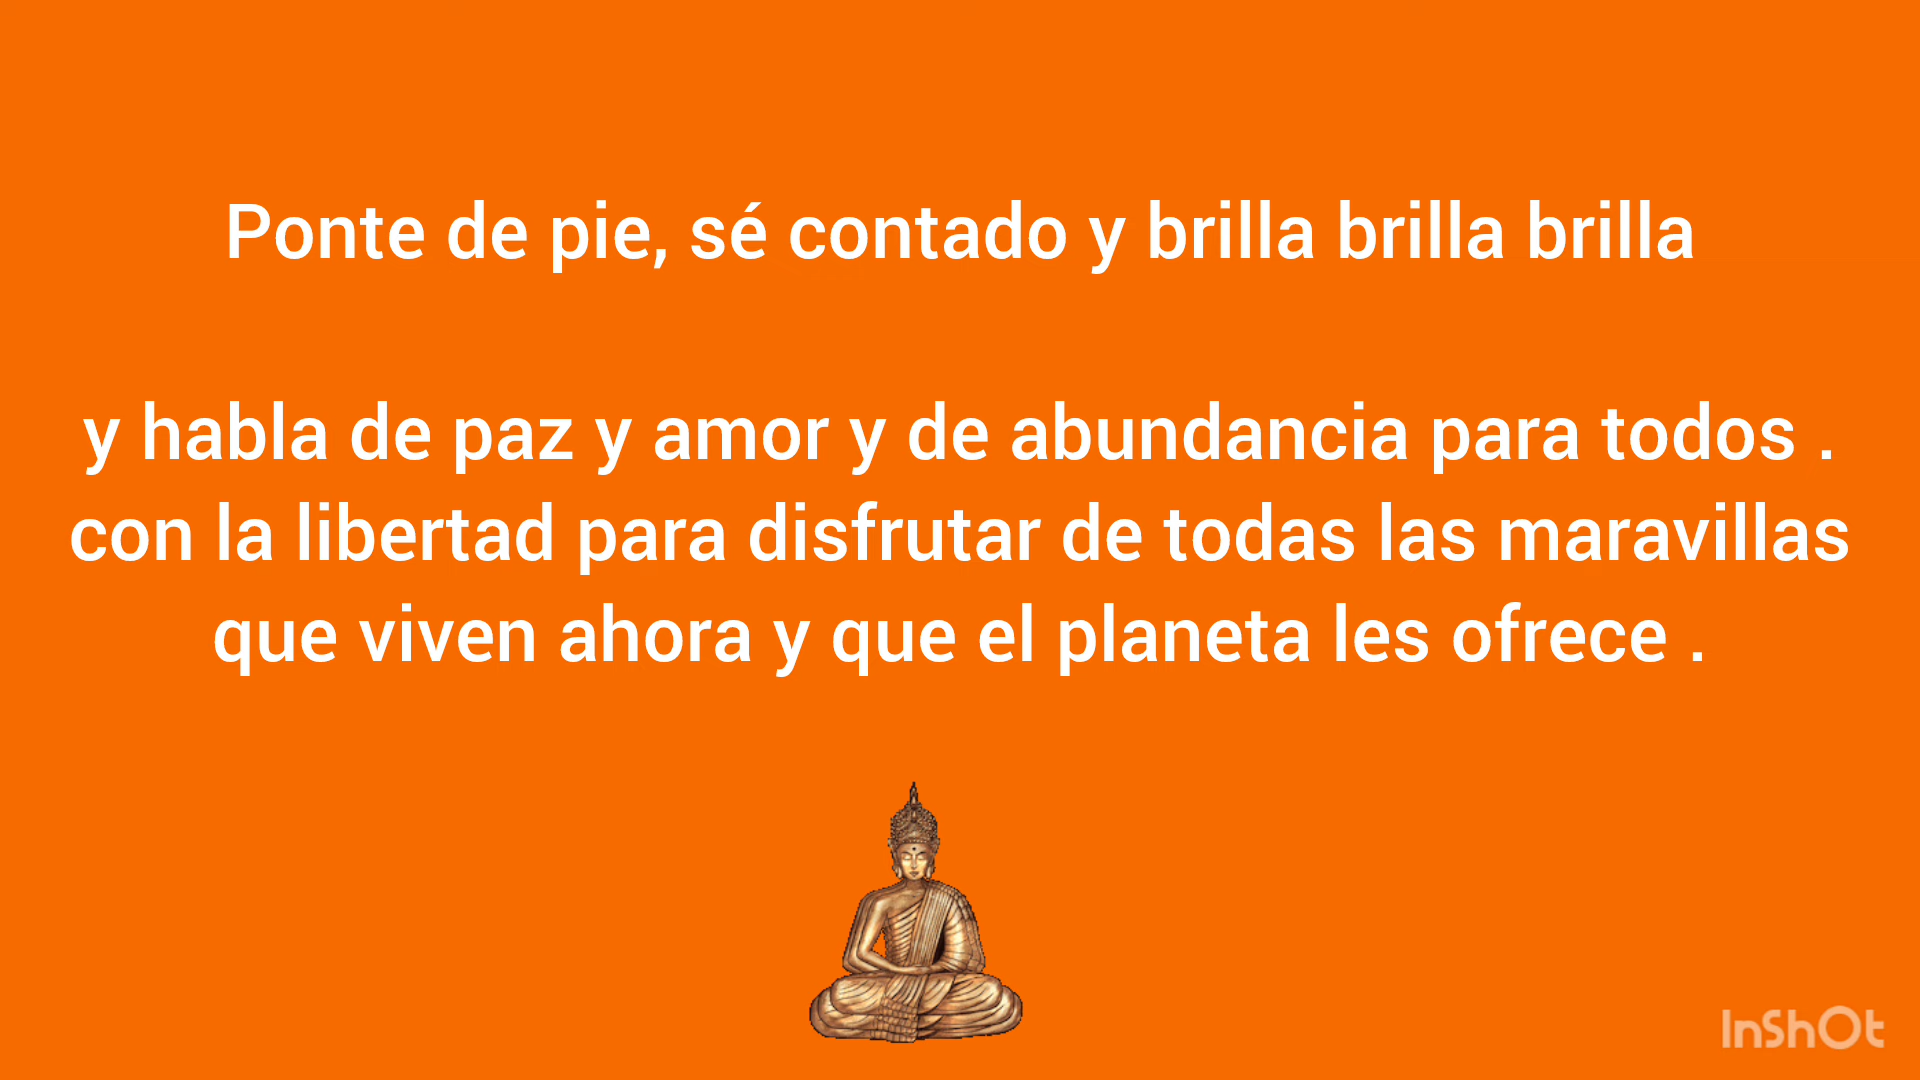 Ponte de pie, sé contado y brilla brilla brilla
y habla de paz y amor y de abundancia para todos .
con la libertad para disfrutar de todas las maravillas
que viven ahora y que el planeta les ofrece .
InShOt